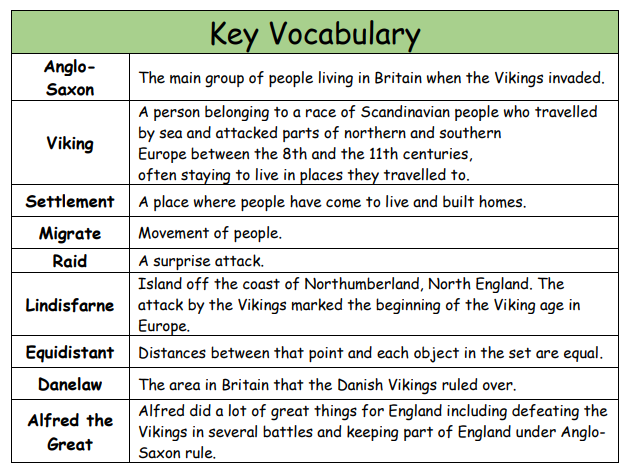 Key Vocabulary
Anglo-
Saxon
The main group of people living in Britain when the Vikings invaded.
Viking
A person belonging to a race of Scandinavian people who travelled
by sea and attacked parts of northern and southern
Europe between the 8th and the 11th centuries,
often staying to live in places they travelled to.
Settlement
A place where people have come to live and built homes.
Migrate
Movement of people.
Raid
A surprise attack.
Lindisfarne
Island off the coast of Northumberland, North England. The
attack by the Vikings marked the beginning of the Viking age in
Europe.
Equidistant
Distances between that point and each object in the set are equal.
Danelaw
The area in Britain that the Danish Vikings ruled over.
Alfred the
Great
Alfred did a lot of great things for England including defeating the
Vikings in several battles and keeping part of England under Anglo-
Saxon rule.